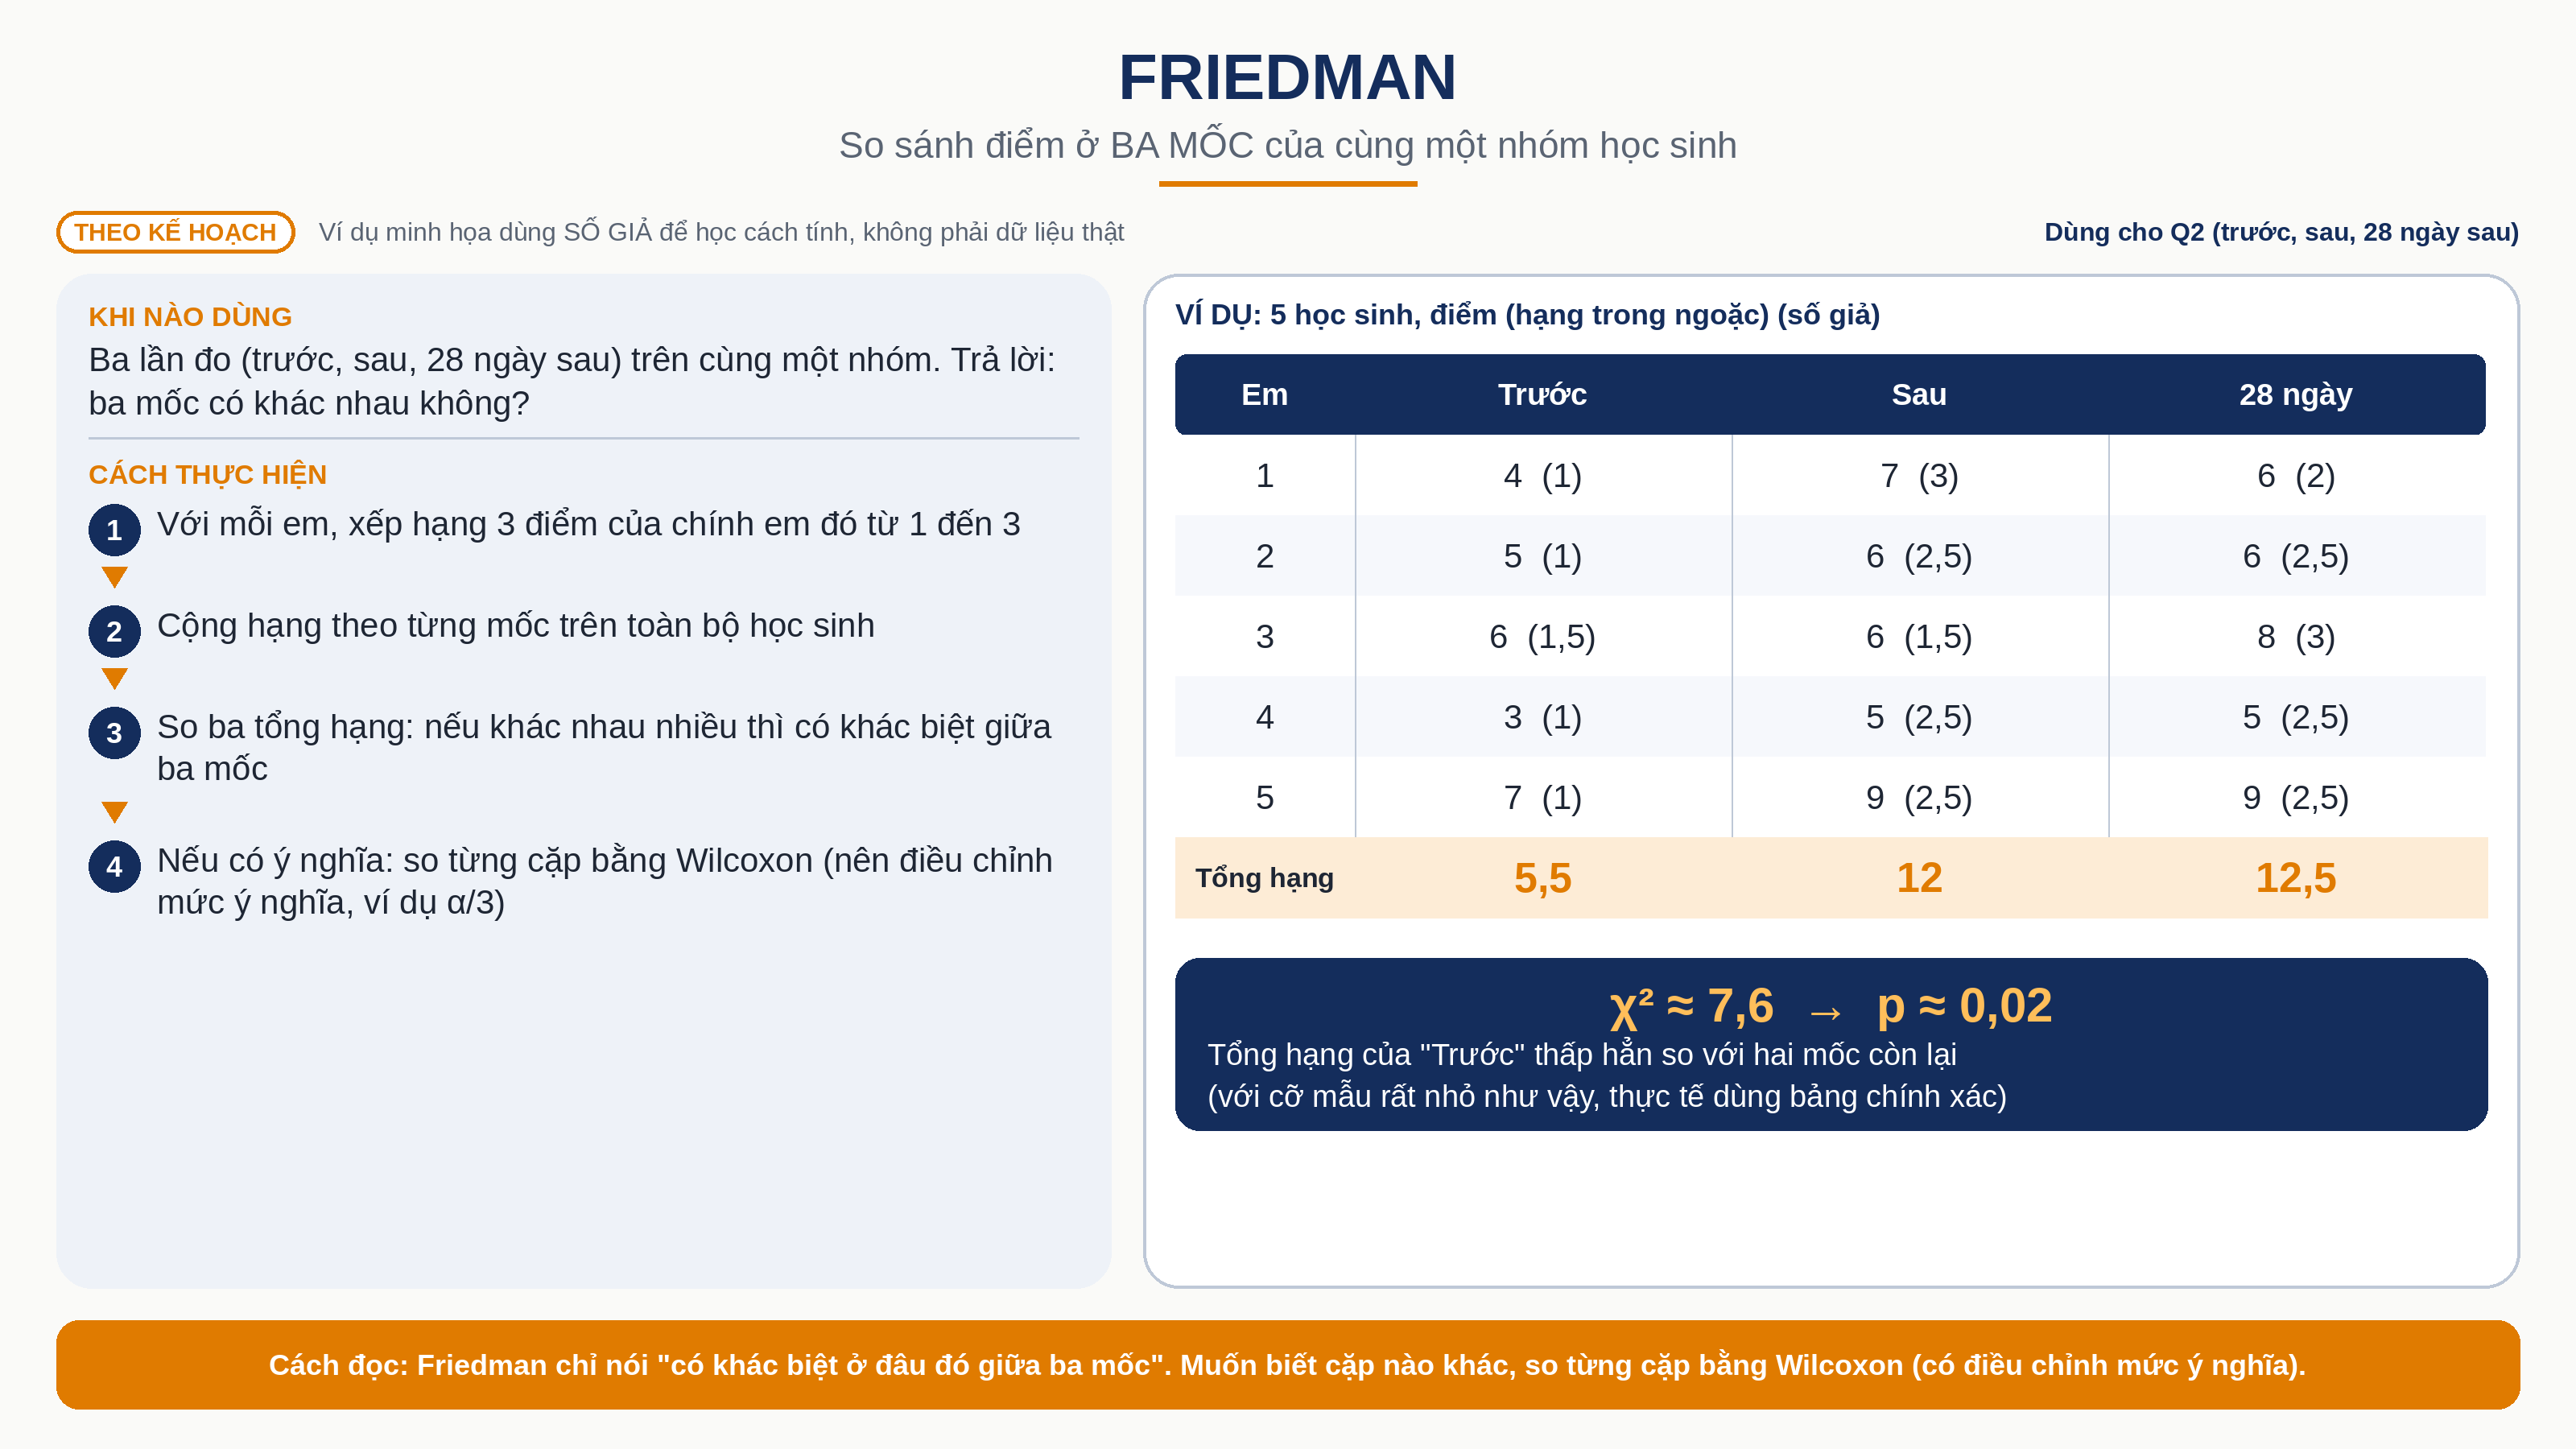 FRIEDMAN
So sánh điểm ở BA MỐC của cùng một nhóm học sinh
THEO KẾ HOẠCH
Ví dụ minh họa dùng SỐ GIẢ để học cách tính, không phải dữ liệu thật
Dùng cho Q2 (trước, sau, 28 ngày sau)
KHI NÀO DÙNG
Ba lần đo (trước, sau, 28 ngày sau) trên cùng một nhóm. Trả lời:
ba mốc có khác nhau không?
CÁCH THỰC HIỆN
1 Với mỗi em, xếp hạng 3 điểm của chính em đó từ 1 đến 3
2 Cộng hạng theo từng mốc trên toàn bộ học sinh
3 So ba tổng hạng: nếu khác nhau nhiều thì có khác biệt giữa
ba mốc
4 Nếu có ý nghĩa: so từng cặp bằng Wilcoxon (nên điều chỉnh
mức ý nghĩa, ví dụ α/3)
VÍ DỤ: 5 học sinh, điểm (hạng trong ngoặc) (số giả)
Em Trước Sau 28 ngày
1 4 (1) 7 (3) 6 (2)
2 5 (1) 6 (2,5) 6 (2,5)
3 6 (1,5) 6 (1,5) 8 (3)
4 3 (1) 5 (2,5) 5 (2,5)
5 7 (1) 9 (2,5) 9 (2,5)
Tổng hạng 5,5 12 12,5
χ² ≈ 7,6 → p ≈ 0,02
Tổng hạng của "Trước" thấp hẳn so với hai mốc còn lại
(với cỡ mẫu rất nhỏ như vậy, thực tế dùng bảng chính xác)
Cách đọc: Friedman chỉ nói "có khác biệt ở đâu đó giữa ba mốc". Muốn biết cặp nào khác, so từng cặp bằng Wilcoxon (có điều chỉnh mức ý nghĩa).